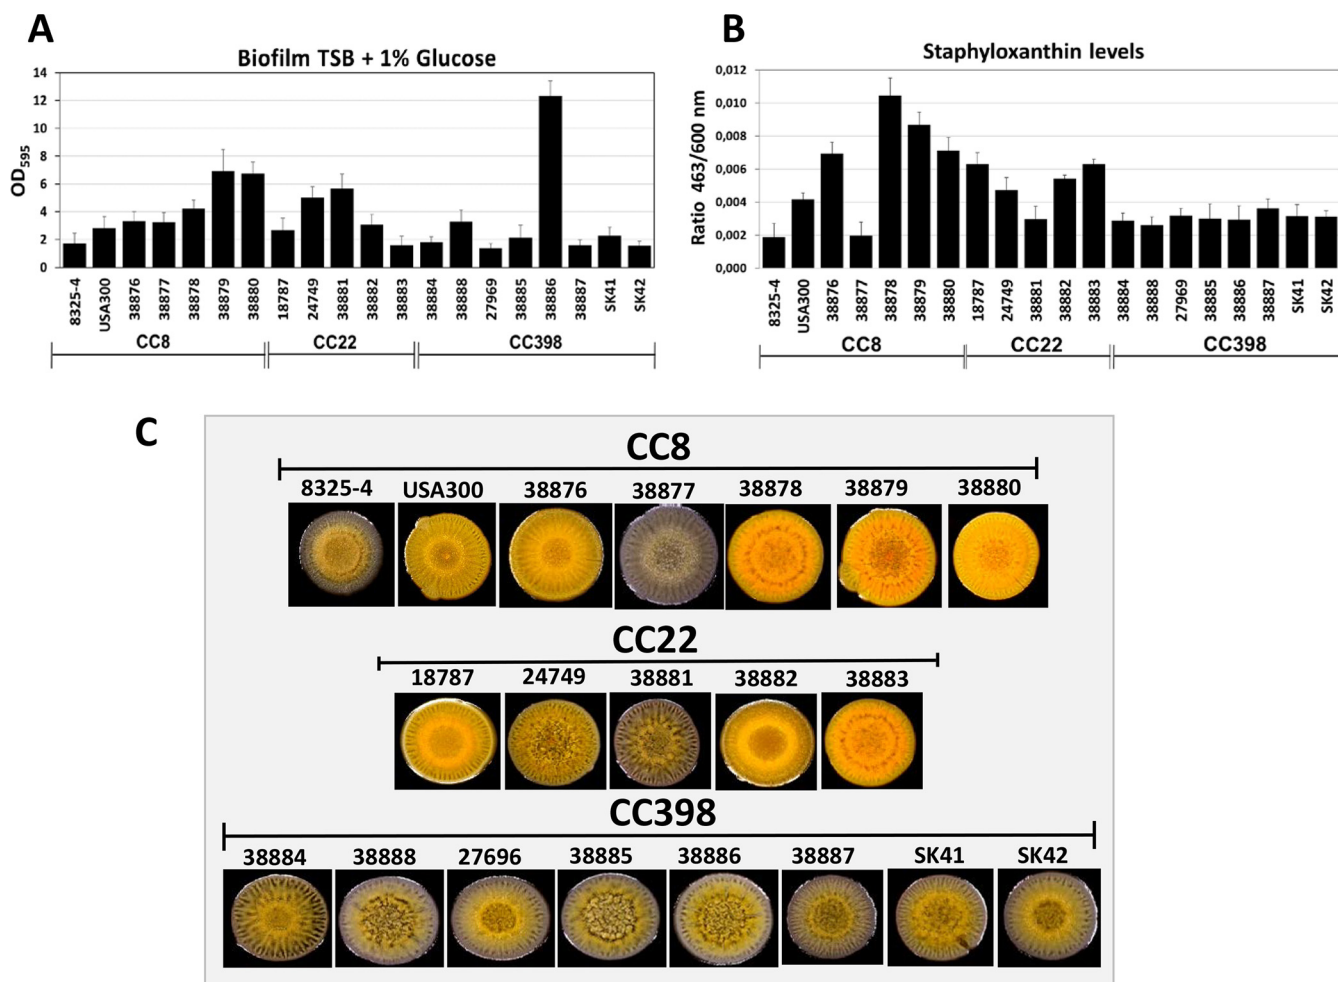 A
Biofilm TSB + 1% Glucose
OD595
14
12
10
8
6
4
2
0
8325-4
USA300
38876
38877
38878
38879
38880
18787
24749
38881
38882
38883
38884
38888
27969
38885
38886
38887
SK41
SK42
CC8
CC22
CC398
B
Staphyloxanthin levels
Ratio 463/600 nm
0,012
0,010
0,008
0,006
0,004
0,002
0,000
8325-4
USA300
38876
38877
38878
38879
38880
18787
24749
38881
38882
38883
38884
38888
27969
38885
38886
38887
SK41
SK42
CC8
CC22
CC398
C
CC8
8325-4 USA300 38876 38877 38878 38879 38880
CC22
18787 24749 38881 38882 38883
CC398
38884 38888 27696 38885 38886 38887 SK41 SK42